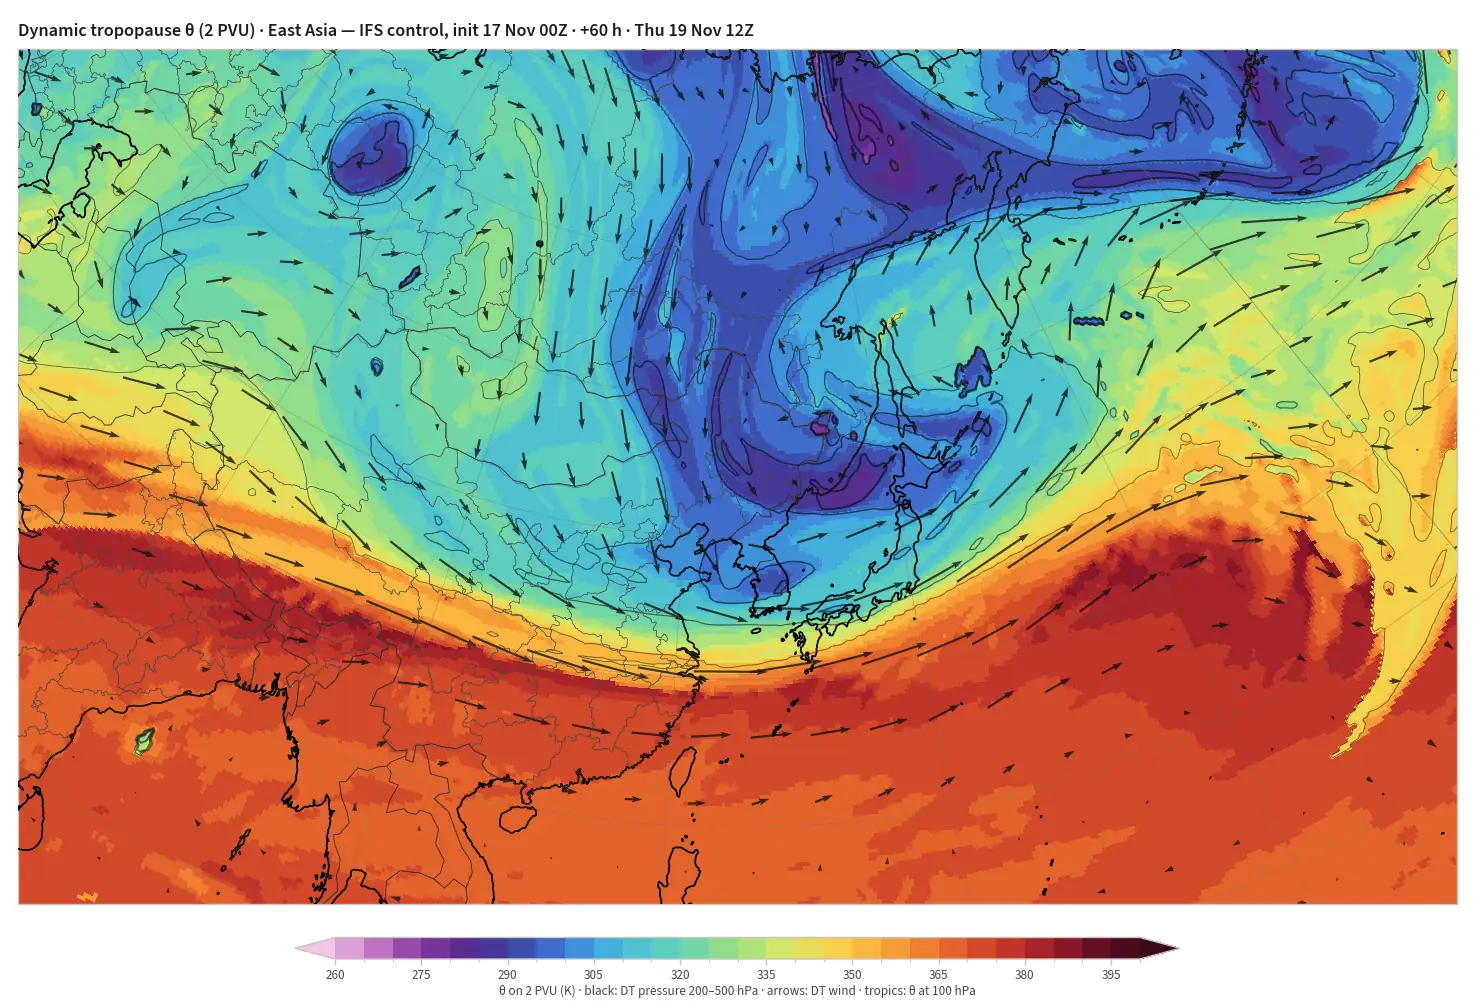 Dynamic tropopause θ (2 PVU) · East Asia — IFS control, init 17 Nov 00Z · +60 h · Thu 19 Nov 12Z
260 275 290 305 320 335 350 365 380 395
θ on 2 PVU (K) · black: DT pressure 200–500 hPa · arrows: DT wind · tropics: θ at 100 hPa